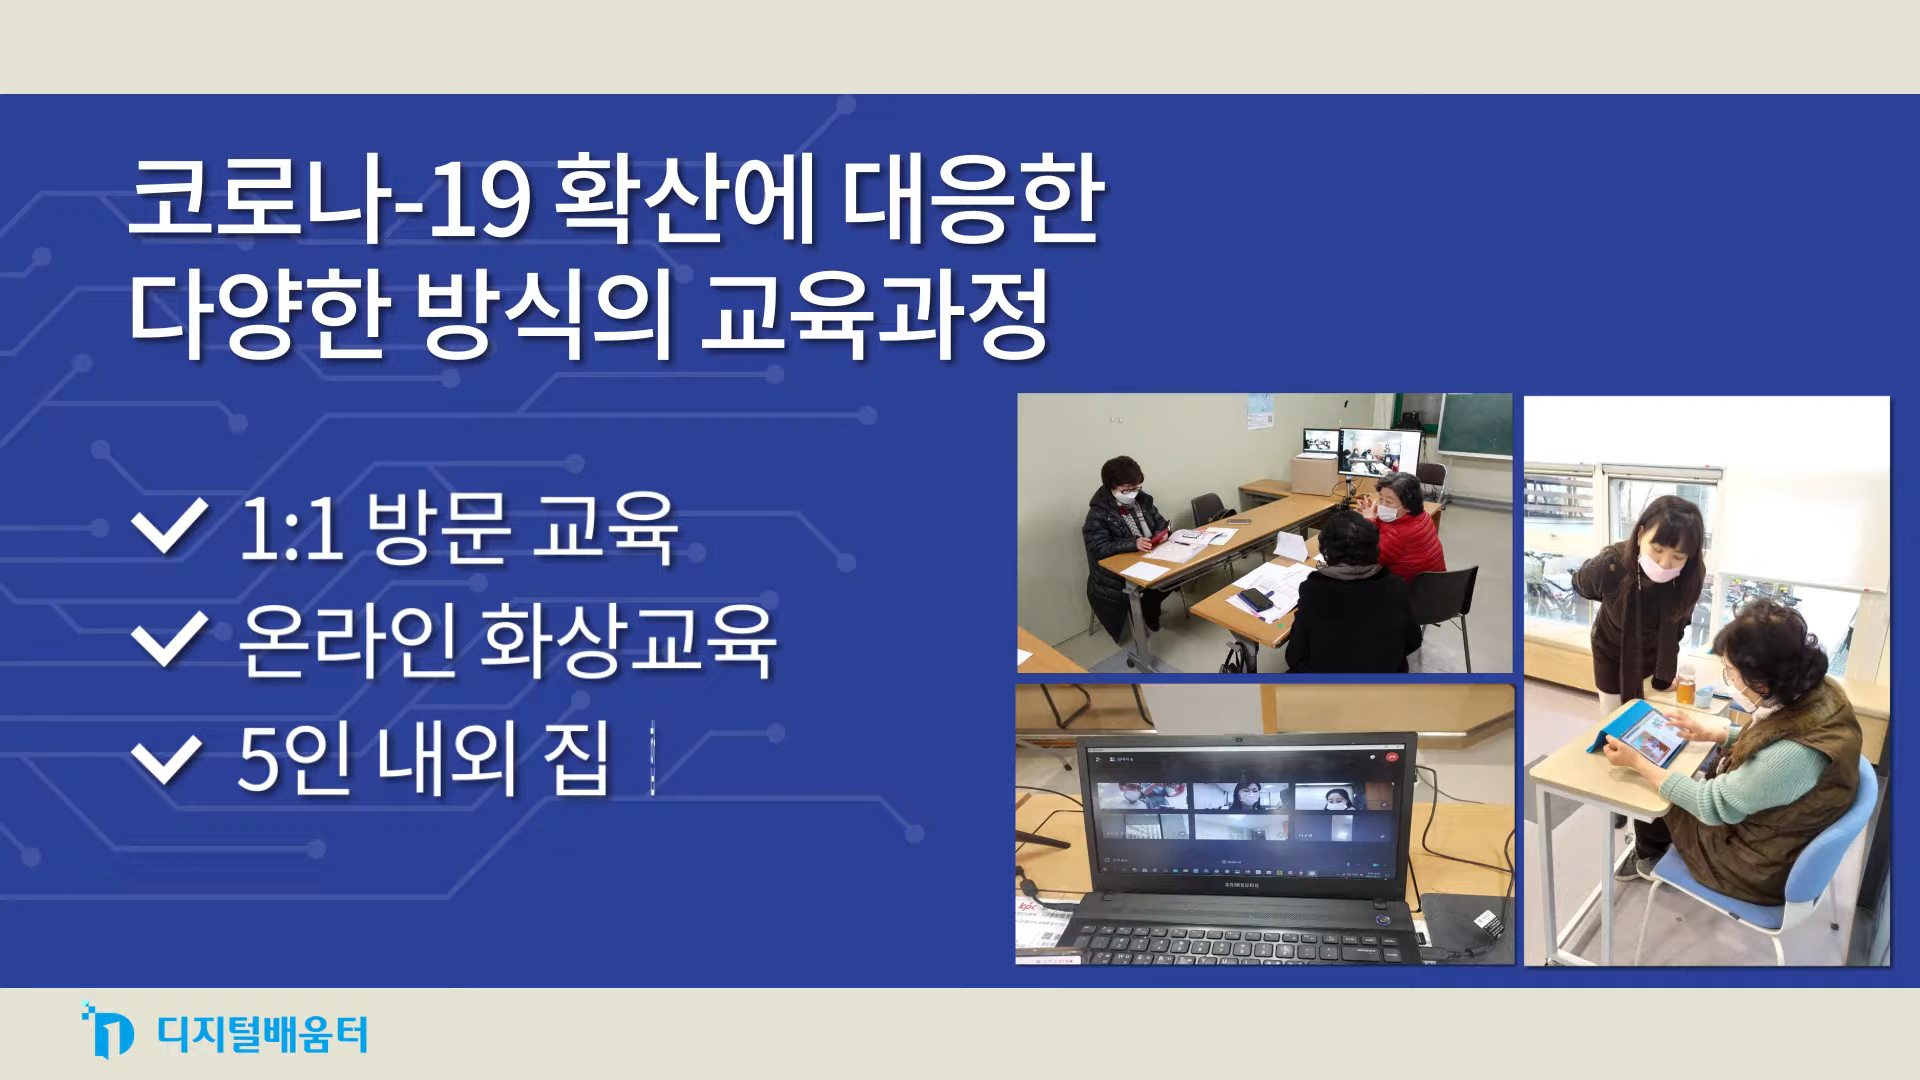 코로나-19 확산에 대응한
다양한 방식의 교육과정
1:1 방문 교육
온라인 화상교육
5인 내외 집
SAMSUNG
디지털배움터